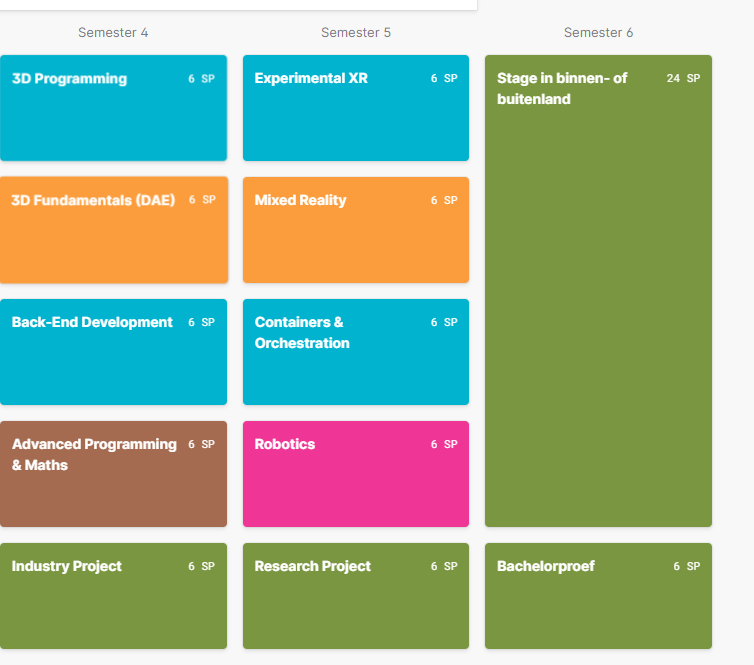 Semester 4
Semester 5
Semester 6
3D Programming 6 SP
Experimental XR 6 SP
Stage in binnen- of 24 SP
buitenland
3D Fundamentals (DAE) 6 SP
Mixed Reality 6 SP
Back-End Development 6 SP
Containers & 6 SP
Orchestration
Advanced Programming 6 SP
& Maths
Robotics 6 SP
Industry Project 6 SP
Research Project 6 SP
Bachelorproef 6 SP